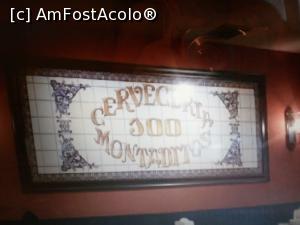 [c] AmFostAcolo®
CERVECERIA
100
MONTADITOS